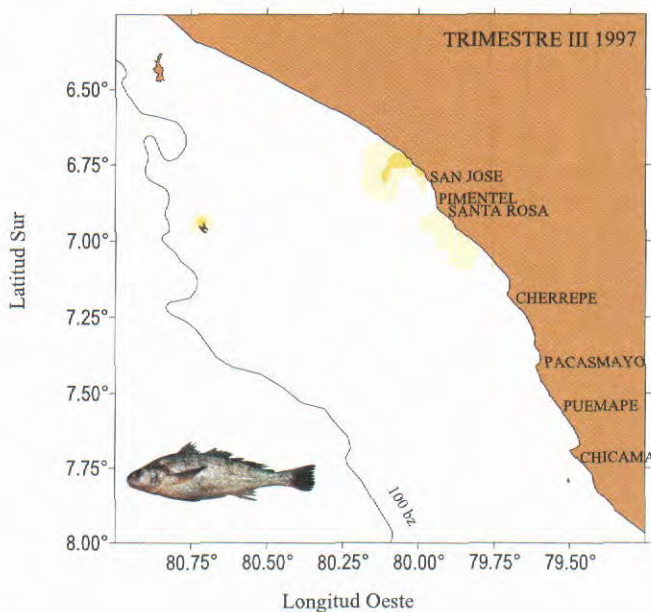 TRIMESTRE III 1997
6.50°
6.75°
SAN JOSE
PIMENTEL
SANTA ROSA
7.00°
Latitud Sur
7.25°
CHERREPE
PACASMAYO
7.50°
PUEMAPE
7.75°
CHICAMA
100 bz
8.00°
80.75° 80.50° 80.25° 80.00° 79.75° 79.50°
Longitud Oeste